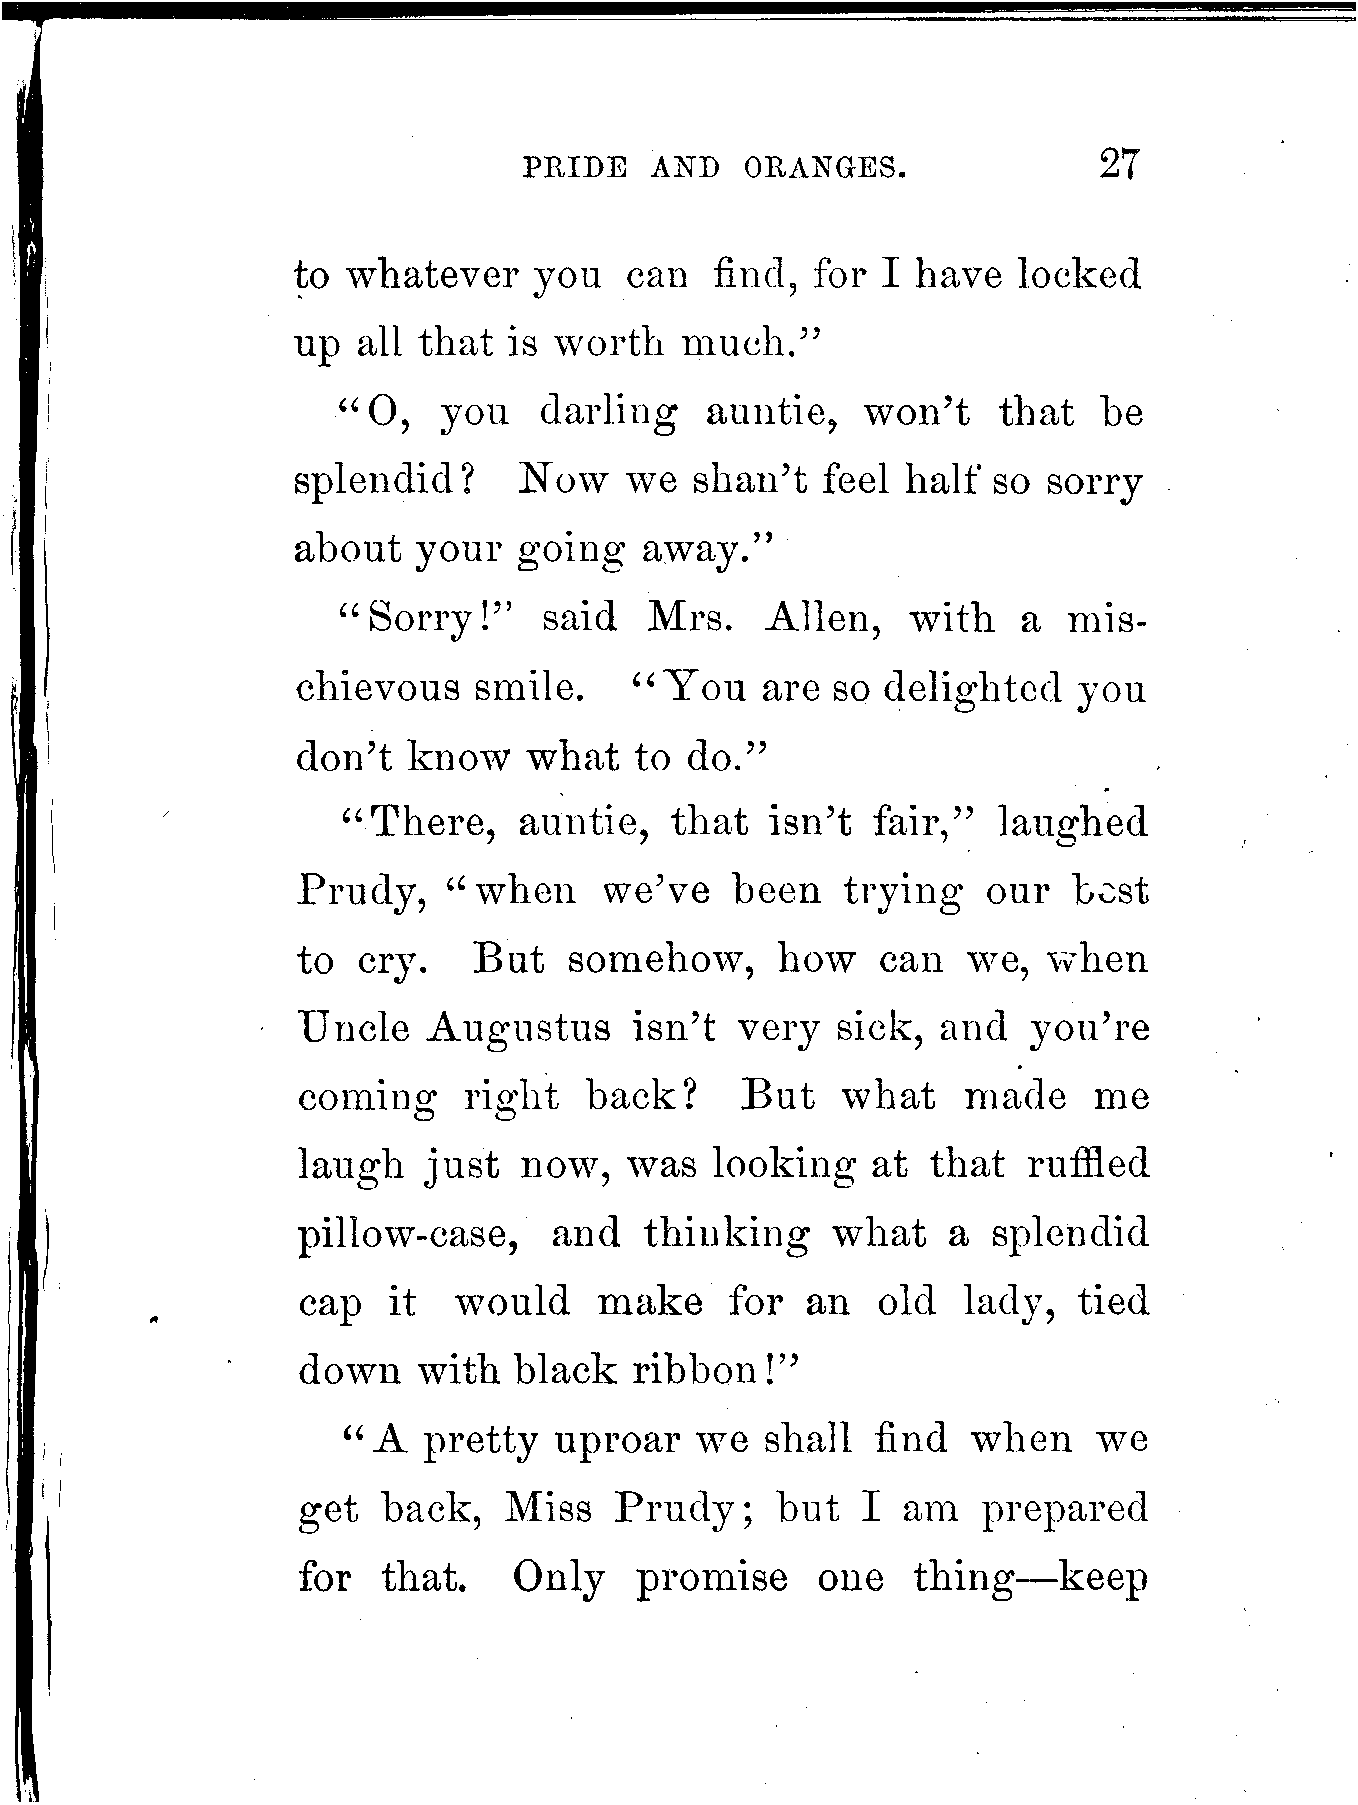 PRIDE AND ORANGES. 27
to whatever you can find, for I have locked
up all that is worth much."
"O, you darling auntie, won't that be
splendid? Now we shan't feel half so sorry
about your going away."
"Sorry!" said Mrs. Allen, with a mis-
chievous smile. "You are so delighted you
don't know what to do."
"There, auntie, that isn't fair," laughed
Prudy, "when we've been trying our best
to cry. But somehow, how can we, when
Uncle Augustus isn't very sick, and you're
coming right back? But what made me
laugh just now, was looking at that ruffled
pillow-case, and thinking what a splendid
cap it would make for an old lady, tied
down with black ribbon!"
"A pretty uproar we shall find when we
get back, Miss Prudy; but I am prepared
for that. Only promise one thing—keep